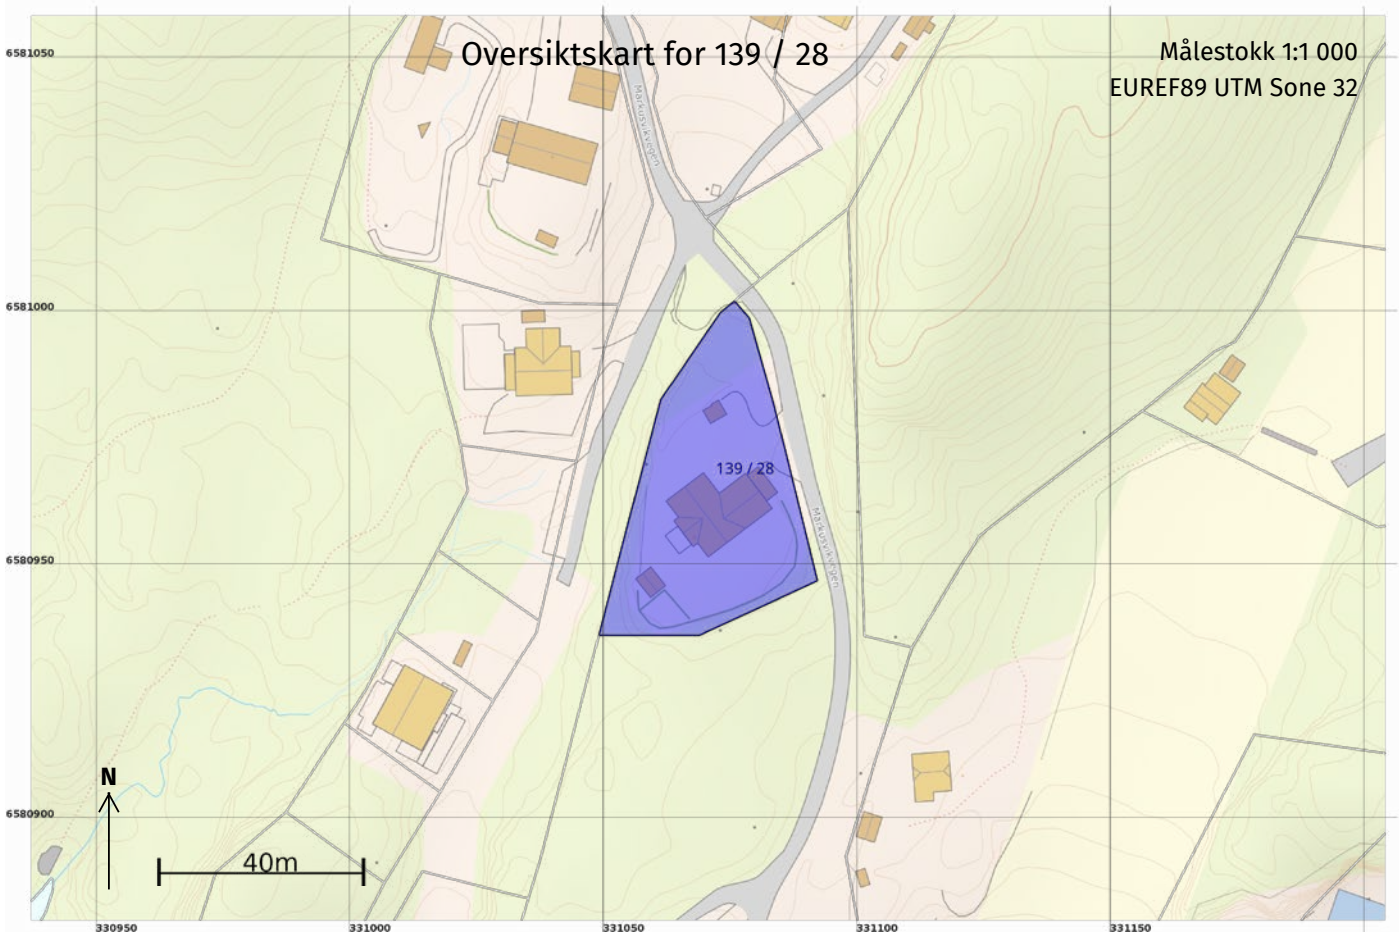 Oversiktskart for 139 / 28
Målestokk 1:1 000
EUREF89 UTM Sone 32
6581050
Markusvikvegen
6581000
139 / 28
Markusvikvegen
6580950
N
6580900
40m
330950
331000
331050
331100
331150